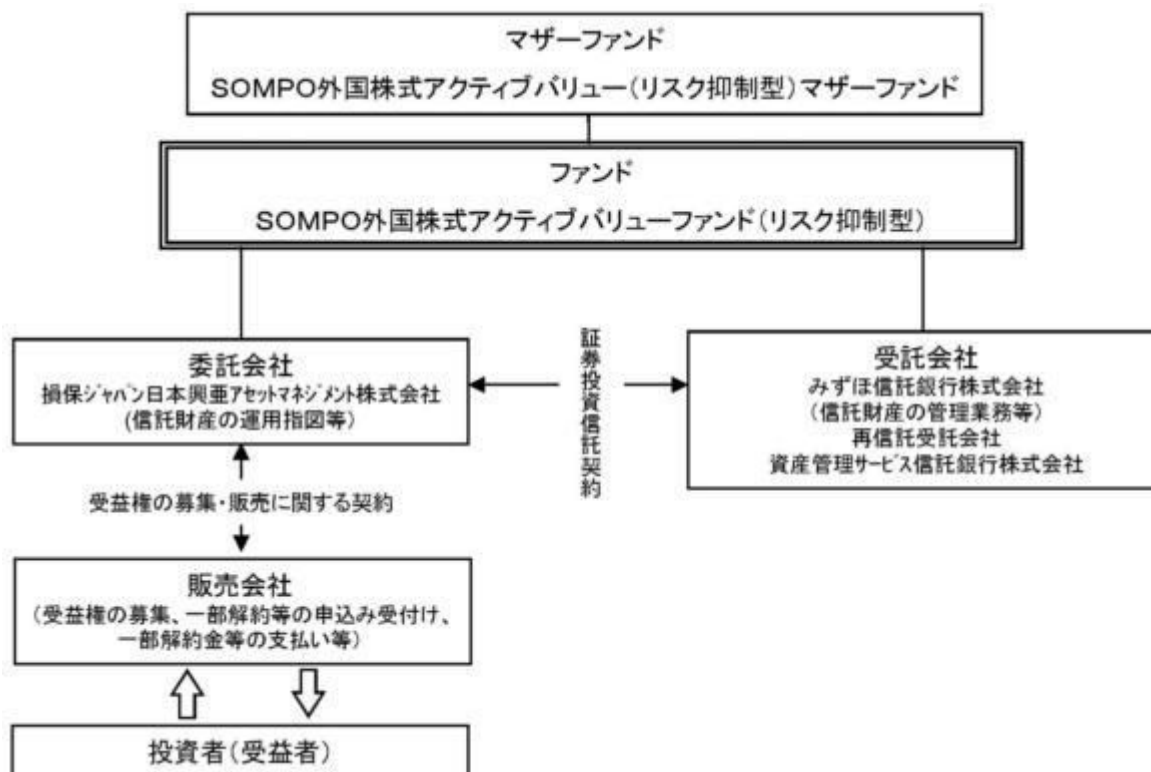 マザーファンド
SOMPO外国株式アクティブバリュー(リスク抑制型)マザーファンド
ファンド
SOMPO外国株式アクティブバリューファンド(リスク抑制型)
委託会社
損保ｼﾞｬﾊﾟﾝ日本興亜ｱｾｯﾄﾏﾈｼﾞﾒﾝﾄ株式会社
(信託財産の運用指図等)
証券投資信託契約
受託会社
みずほ信託銀行株式会社
(信託財産の管理業務等)
再信託受託会社
資産管理サービス信託銀行株式会社
受益権の募集・販売に関する契約
販売会社
(受益権の募集、一部解約等の申込み受付け、
一部解約金等の支払い等)
投資者(受益者)